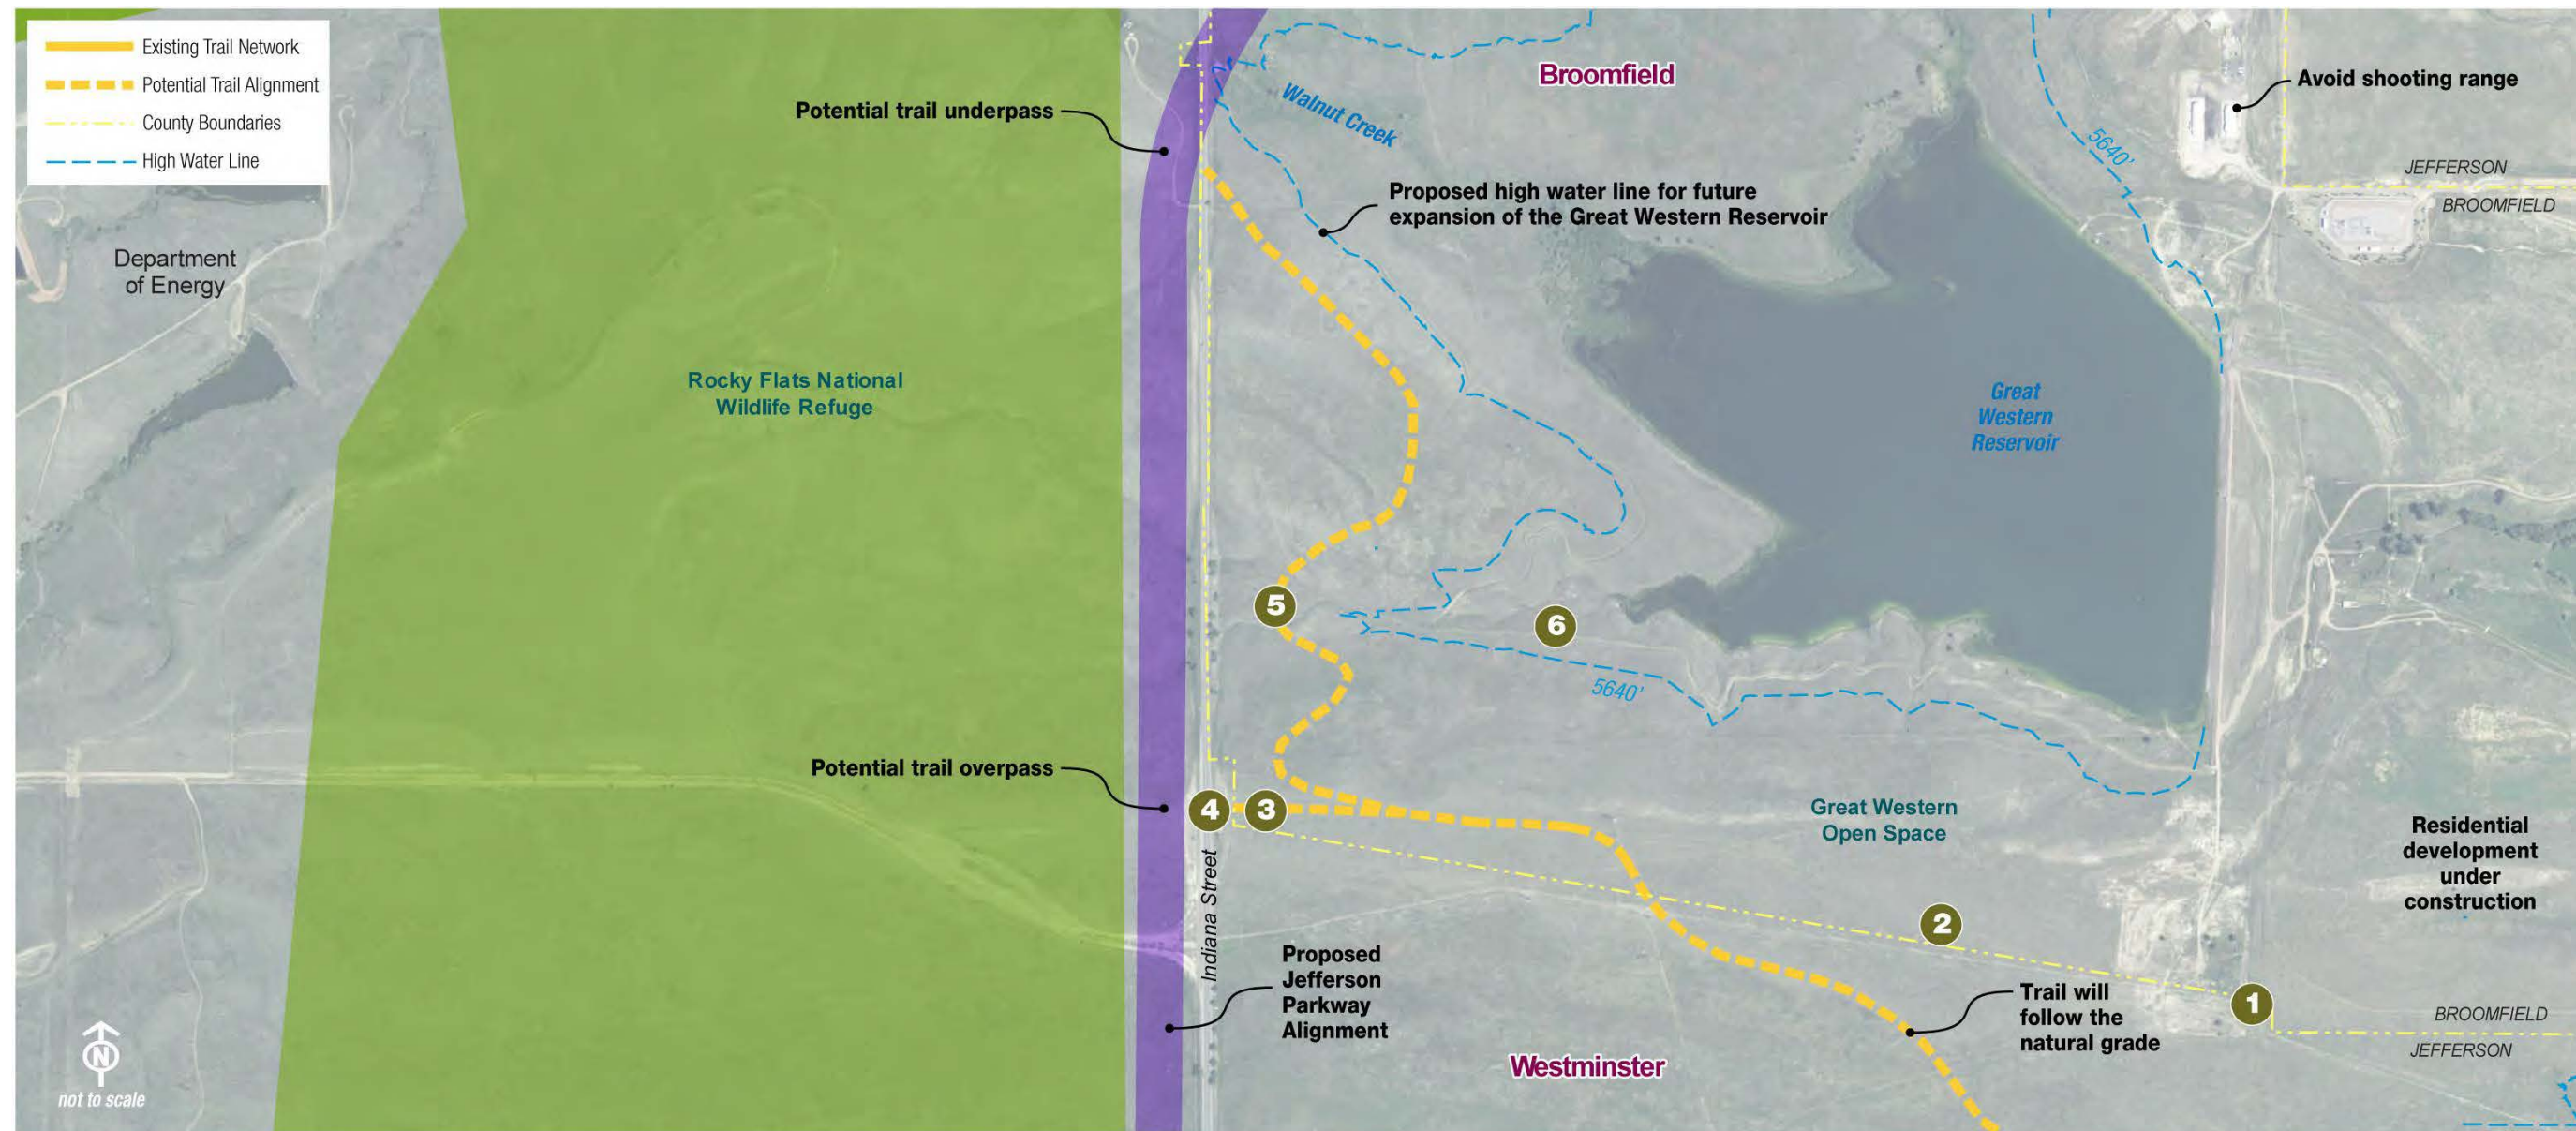 Existing Trail Network
Potential Trail Alignment
County Boundaries
High Water Line
Department
of Energy
Rocky Flats National
Wildlife Refuge
Potential trail underpass
Walnut Creek
Broomfield
Proposed high water line for future
expansion of the Great Western Reservoir
5640'
Avoid shooting range
JEFFERSON
BROOMFIELD
Great
Western
Reservoir
5
6
5640'
Potential trail overpass
4
3
Great Western
Open Space
Residential
development
under
construction
Indiana Street
2
1
Proposed
Jefferson
Parkway
Alignment
Trail will
follow the
natural grade
BROOMFIELD
JEFFERSON
Westminster
N
not to scale